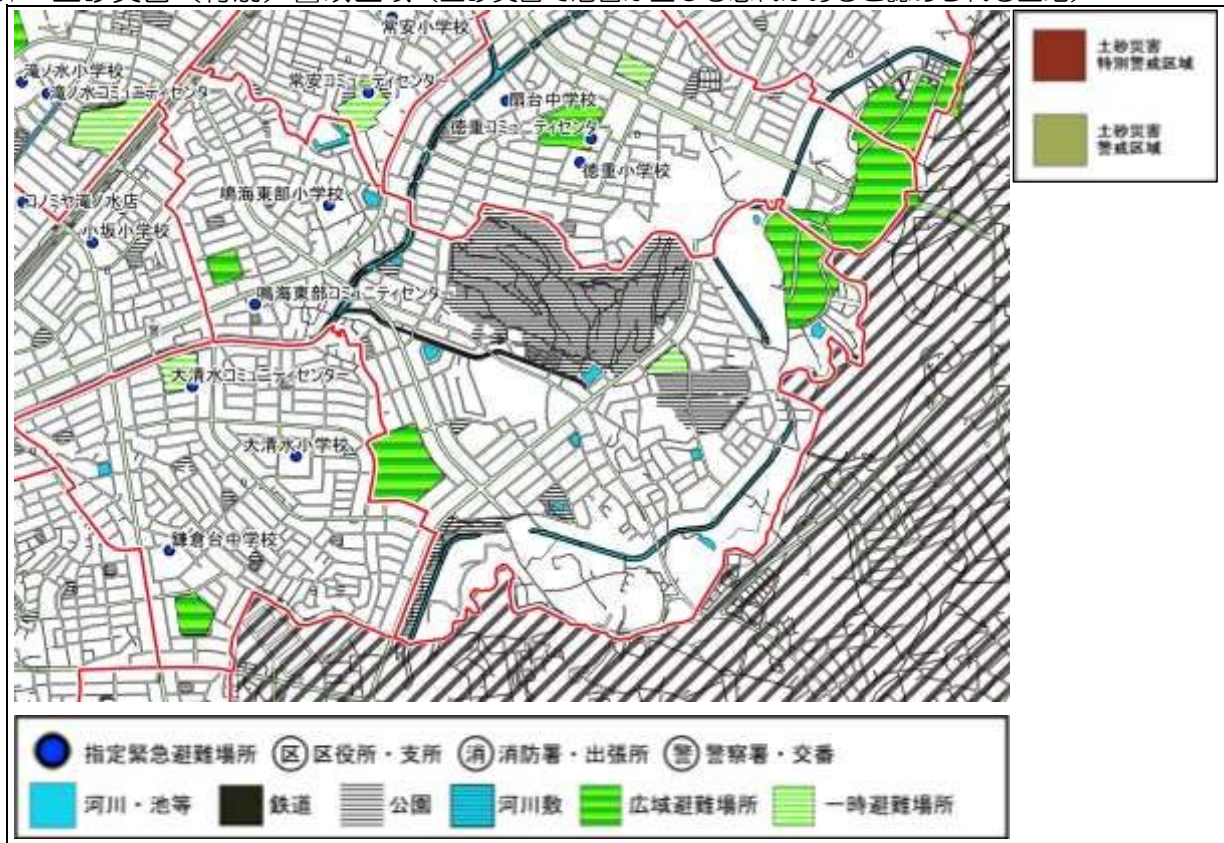 常安小学校
土砂災害
特別警戒区域
土砂災害
警戒区域
滝ノ水小学校
滝ノ水コミュニティセンタ
常安コミュニティセンター
扇台中学校
徳重コミュニティセンター
徳重小学校
鳴海東部小学校
コノミヤ滝ノ水店
小坂小学校
鳴海東部コミュニティセンター
大清水コミュニティセンター
大清水小学校
鎌倉台中学校
指定緊急避難場所 区 区役所・支所 消 消防署・出張所 警 警察署・交番
河川・池等 鉄道 公園 河川敷 広域避難場所 一時避難場所